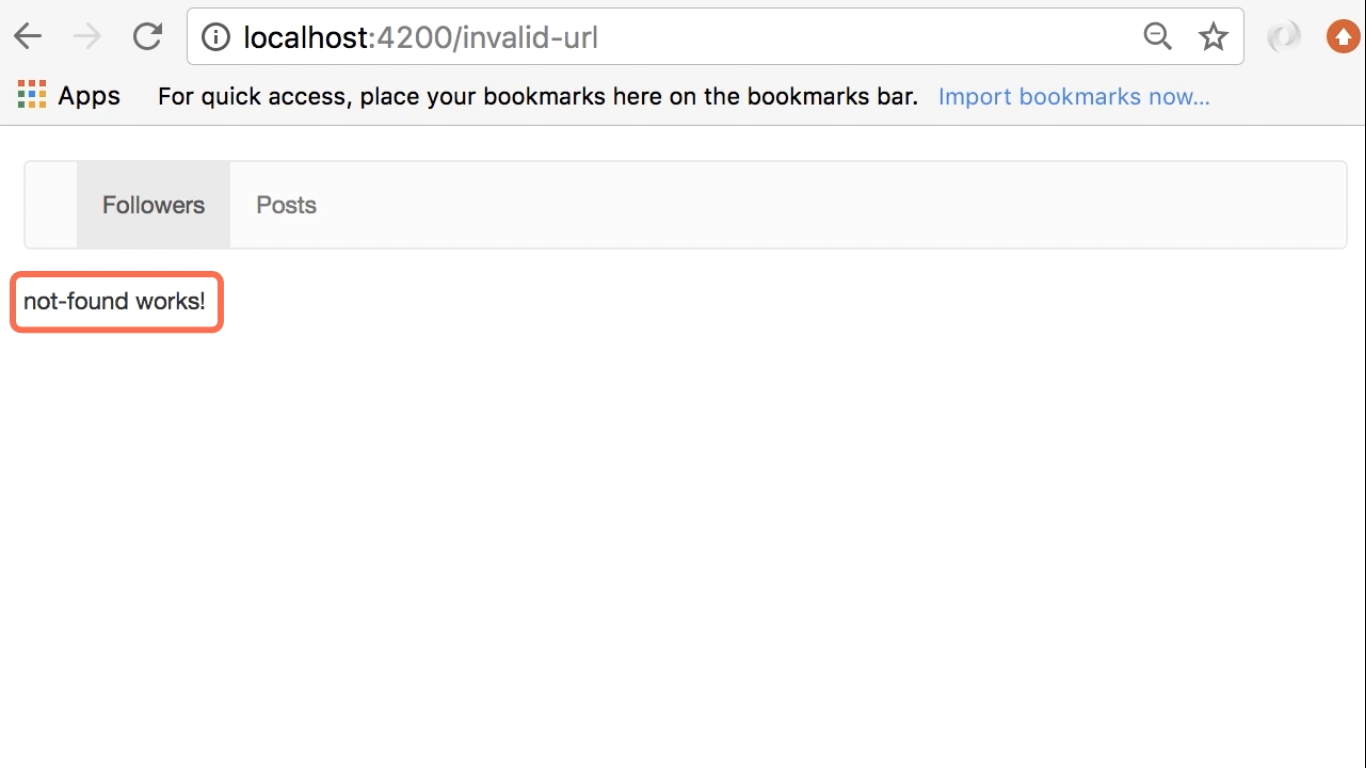 localhost:4200/invalid-url
Apps For quick access, place your bookmarks here on the bookmarks bar. Import bookmarks now...
Followers Posts
not-found works!